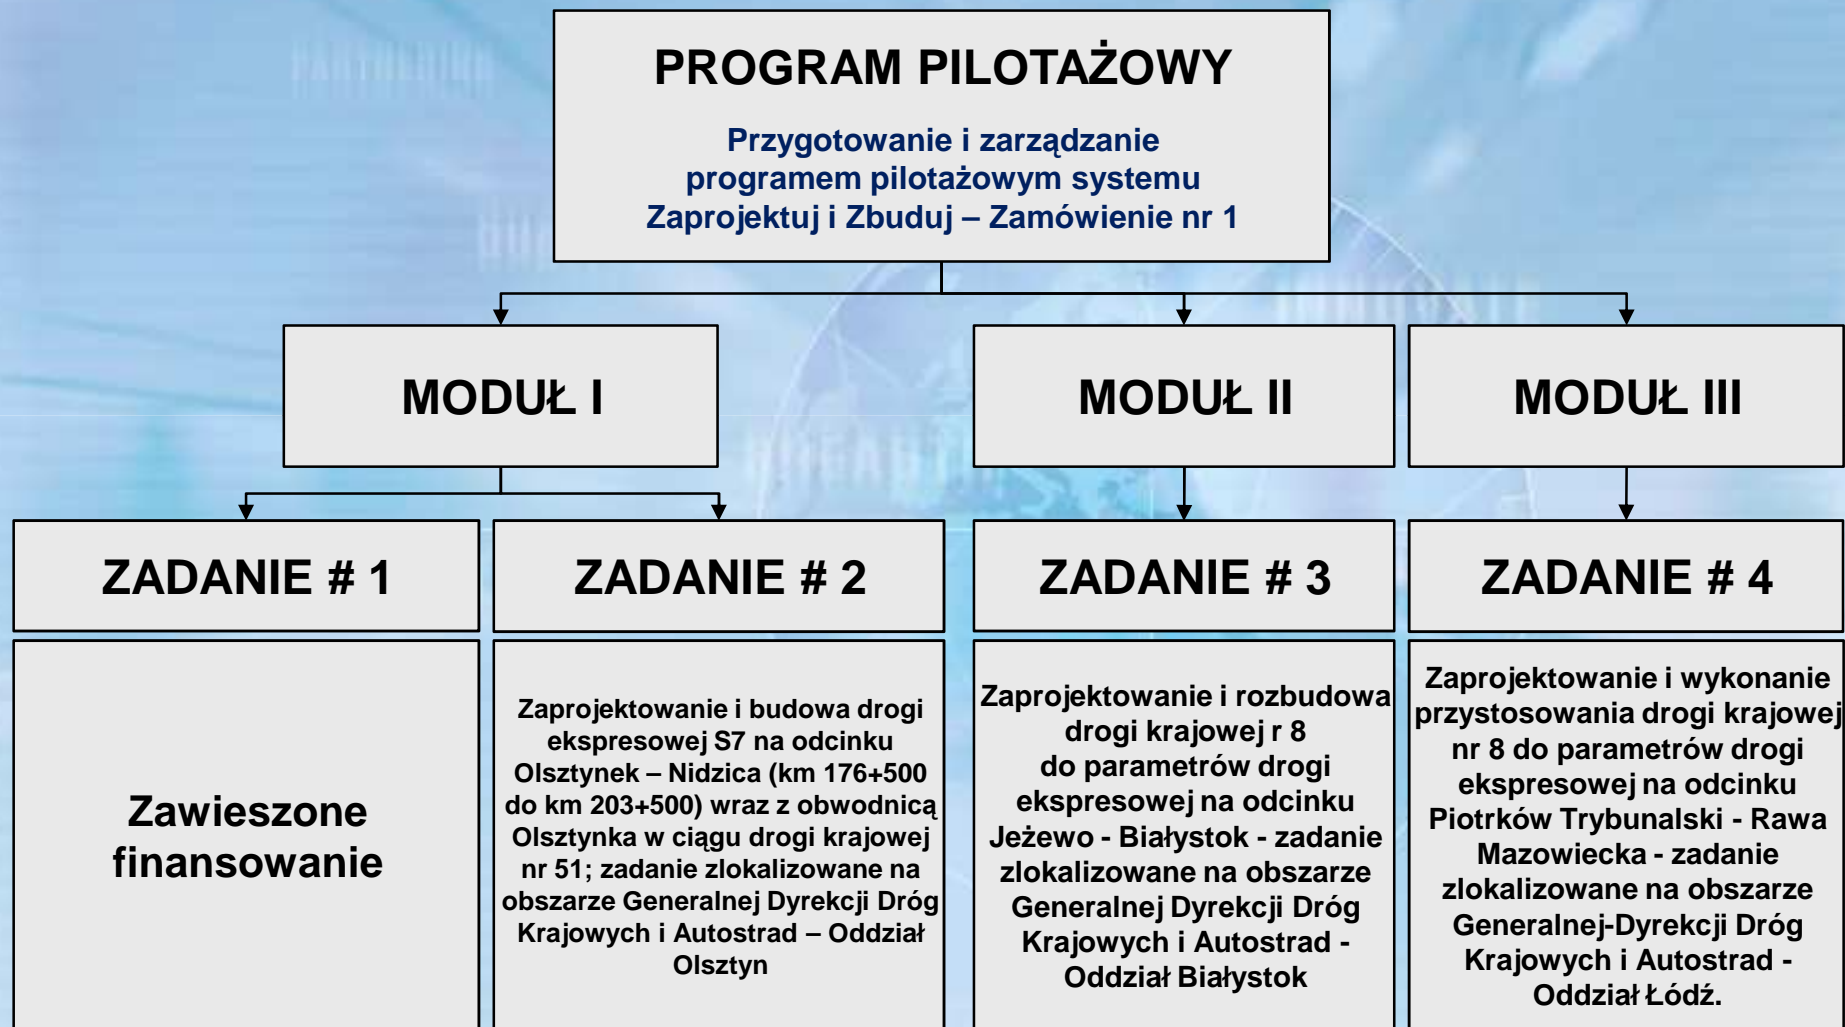 PROGRAM PILOTAŻOWY
Przygotowanie i zarządzanie
programem pilotażowym systemu
Zaprojektuj i Zbuduj – Zamówienie nr 1
MODUŁ I
MODUŁ II
MODUŁ III
ZADANIE # 1
ZADANIE # 2
ZADANIE # 3
ZADANIE # 4
Zawieszone
finansowanie
Zaprojektowanie i budowa drogi
ekspresowej S7 na odcinku
Olsztynek – Nidzica (km 176+500
do km 203+500) wraz z obwodnicą
Olsztynka w ciągu drogi krajowej
nr 51; zadanie zlokalizowane na
obszarze Generalnej Dyrekcji Dróg
Krajowych i Autostrad – Oddział
Olsztyn
Zaprojektowanie i rozbudowa
drogi krajowej r 8
do parametrów drogi
ekspresowej na odcinku
Jeżewo - Białystok - zadanie
zlokalizowane na obszarze
Generalnej Dyrekcji Dróg
Krajowych i Autostrad -
Oddział Białystok
Zaprojektowanie i wykonanie
przystosowania drogi krajowej
nr 8 do parametrów drogi
ekspresowej na odcinku
Piotrków Trybunalski - Rawa
Mazowiecka - zadanie
zlokalizowane na obszarze
Generalnej-Dyrekcji Dróg
Krajowych i Autostrad -
Oddział Łódź.